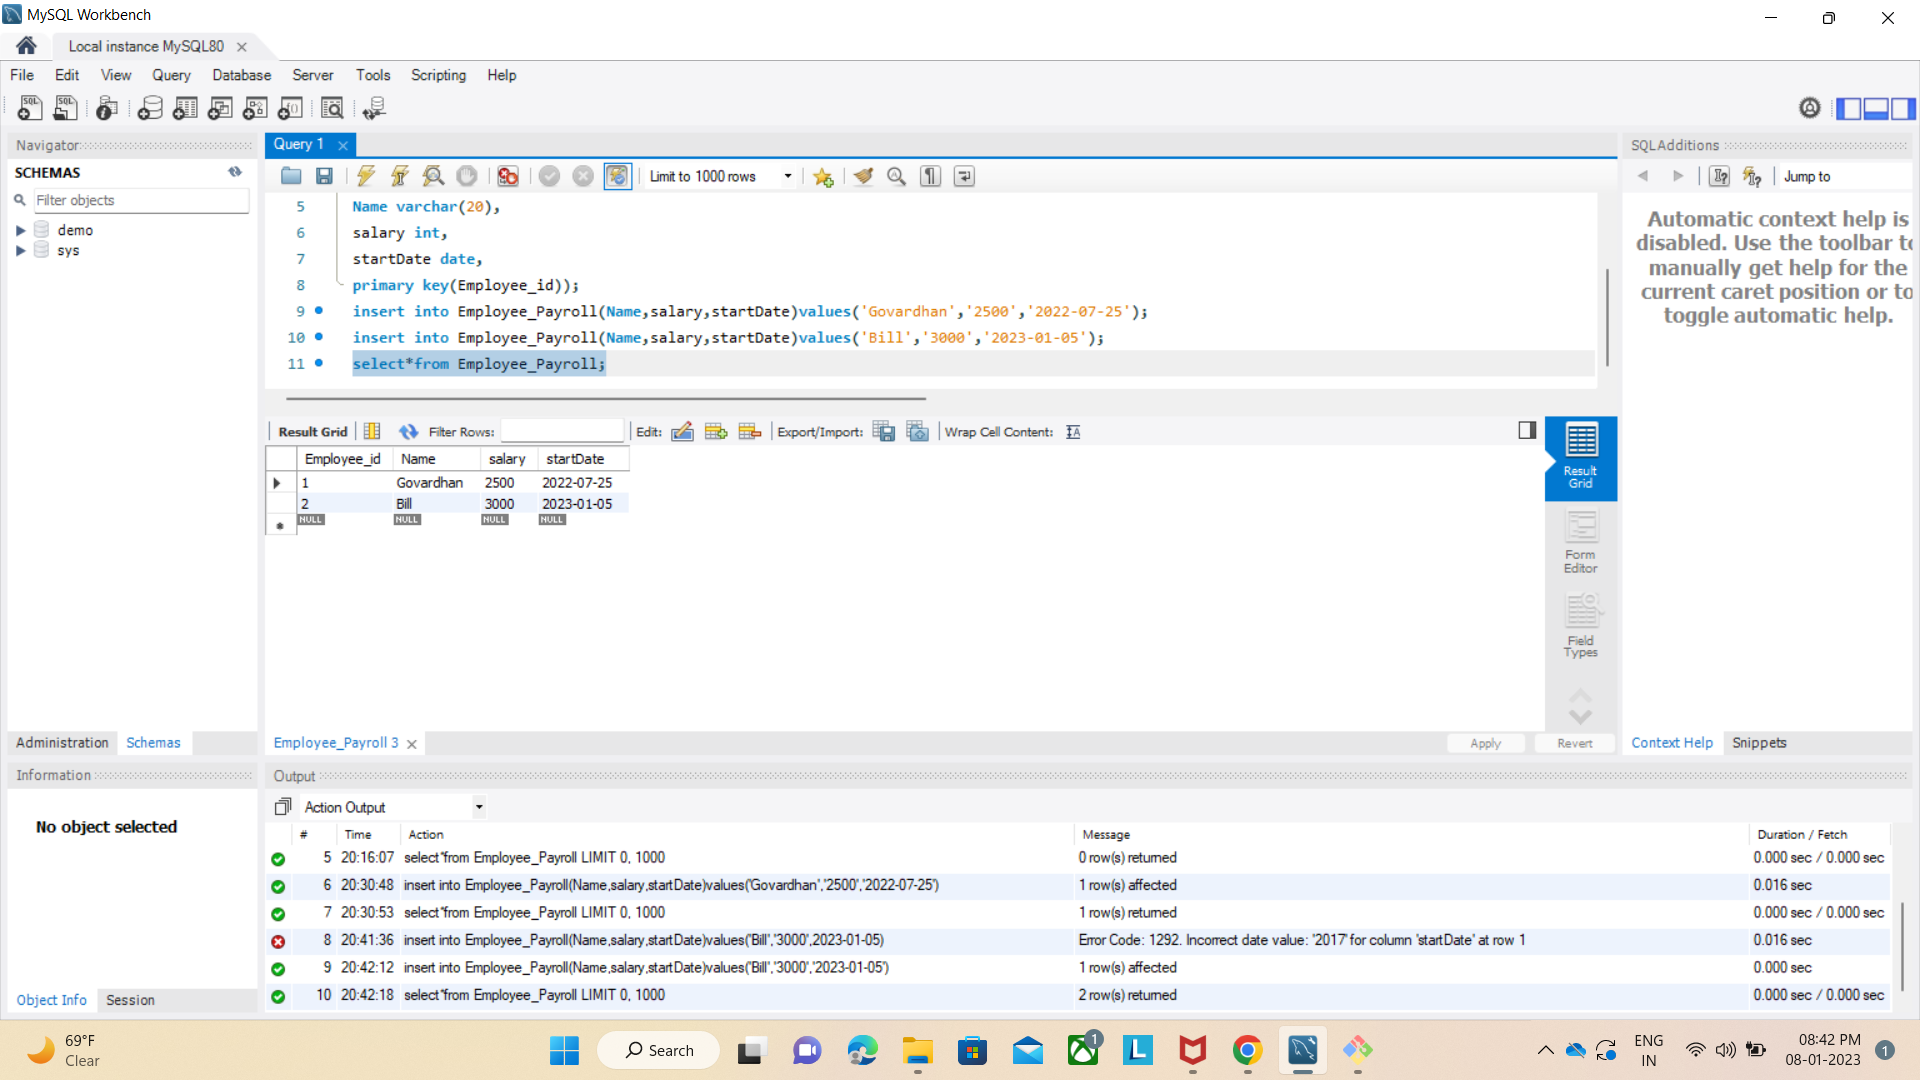 MySQL Workbench
Local instance MySQL80
File Edit View Query Database Server Tools Scripting Help
Navigator
SCHEMAS
Filter objects
demo
sys
Administration Schemas
Information
No object selected
Object Info Session
Query 1
Limit to 1000 rows
5 Name varchar(20),
6 salary int,
7 startDate date,
8 primary key(Employee_id));
9 insert into Employee_Payroll(Name,salary,startDate)values('Govardhan','2500','2022-07-25');
10 insert into Employee_Payroll(Name,salary,startDate)values('Bill','3000','2023-01-05');
11 select*from Employee_Payroll;
Result Grid Filter Rows: Edit: Export/Import: Wrap Cell Content:
Employee_id Name salary startDate
1 Govardhan 2500 2022-07-25
2 Bill 3000 2023-01-05
NULL NULL NULL NULL
Result Grid
Form Editor
Field Types
Employee_Payroll 3
Apply Revert
SQLAdditions
Jump to
Automatic context help is
disabled. Use the toolbar to
manually get help for the
current caret position or to
toggle automatic help.
Context Help Snippets
Output
Action Output
# Time Action Message Duration / Fetch
5 20:16:07 select*from Employee_Payroll LIMIT 0, 1000 0 row(s) returned 0.000 sec / 0.000 sec
6 20:30:48 insert into Employee_Payroll(Name,salary,startDate)values('Govardhan','2500','2022-07-25') 1 row(s) affected 0.016 sec
7 20:30:53 select*from Employee_Payroll LIMIT 0, 1000 1 row(s) returned 0.000 sec / 0.000 sec
8 20:41:36 insert into Employee_Payroll(Name,salary,startDate)values('Bill','3000',2023-01-05) Error Code: 1292. Incorrect date value: '2017' for column 'startDate' at row 1 0.016 sec
9 20:42:12 insert into Employee_Payroll(Name,salary,startDate)values('Bill','3000','2023-01-05') 1 row(s) affected 0.000 sec
10 20:42:18 select*from Employee_Payroll LIMIT 0, 1000 2 row(s) returned 0.000 sec / 0.000 sec
69°F
Clear
Search
1
L
ENG
IN
08:42 PM
08-01-2023
1